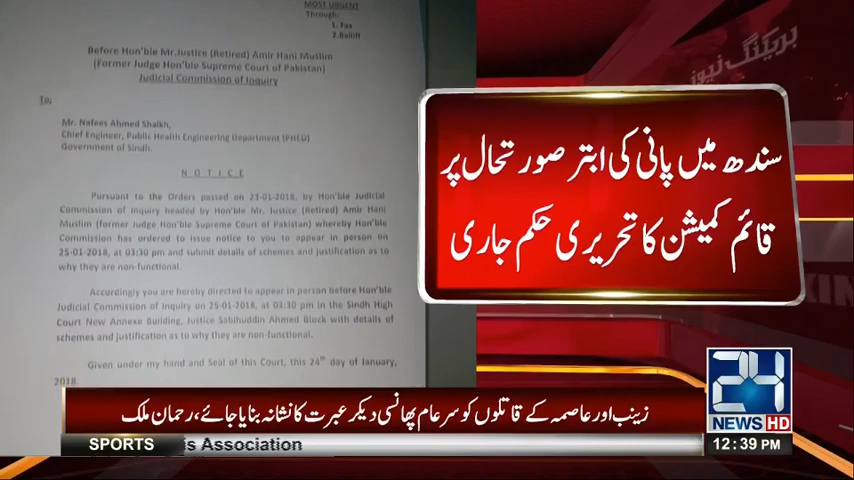 MOST URGENT
Through:
1. Fax
2. Bailiff
Before Hon'ble Mr.Justice (Retired) Amir Hani Muslim
(Former Judge Hon'ble Supreme Court of Pakistan)
Judicial Commission of Inquiry
To,
Mr. Nafees Ahmed Shaikh,
Chief Engineer, Public Health Engineering Department (PHED)
Government of Sindh.
N O T I C E
Pursuant to the Orders passed on 23-01-2018, by Hon'ble Judicial
Commission of Inquiry headed by Hon'ble Mr. Justice (Retired) Amir Hani
Muslim (former Judge Hon'ble Supreme Court of Pakistan) whereby Hon'ble
Commission has ordered to issue notice to you to appear in person on
25-01-2018, at 03:30 pm and submit details of schemes and justification as to
why they are non-functional.
Accordingly you are hereby directed to appear in person before Hon'ble
Judicial Commission of Inquiry on 25-01-2018, at 03:30 pm in the Sindh High
Court New Annexe Building, Justice Sabihuddin Ahmed Block with details of
schemes and justification as to why they are non-functional.
Given under my hand and Seal of this Court, this 24th day of January,
2018.
بریکنگ نیوز
سندھ میں پانی کی ابتر صورتحال پر
قائم کمیشن کا تحریری حکم جاری
زینب اور عاصمہ کے قاتلوں کو سرعام پھانسی دیکر عبرت کا نشانہ بنایا جائے، رحمان ملک
24
NEWS HD
SPORTS
is Association
12:39 PM